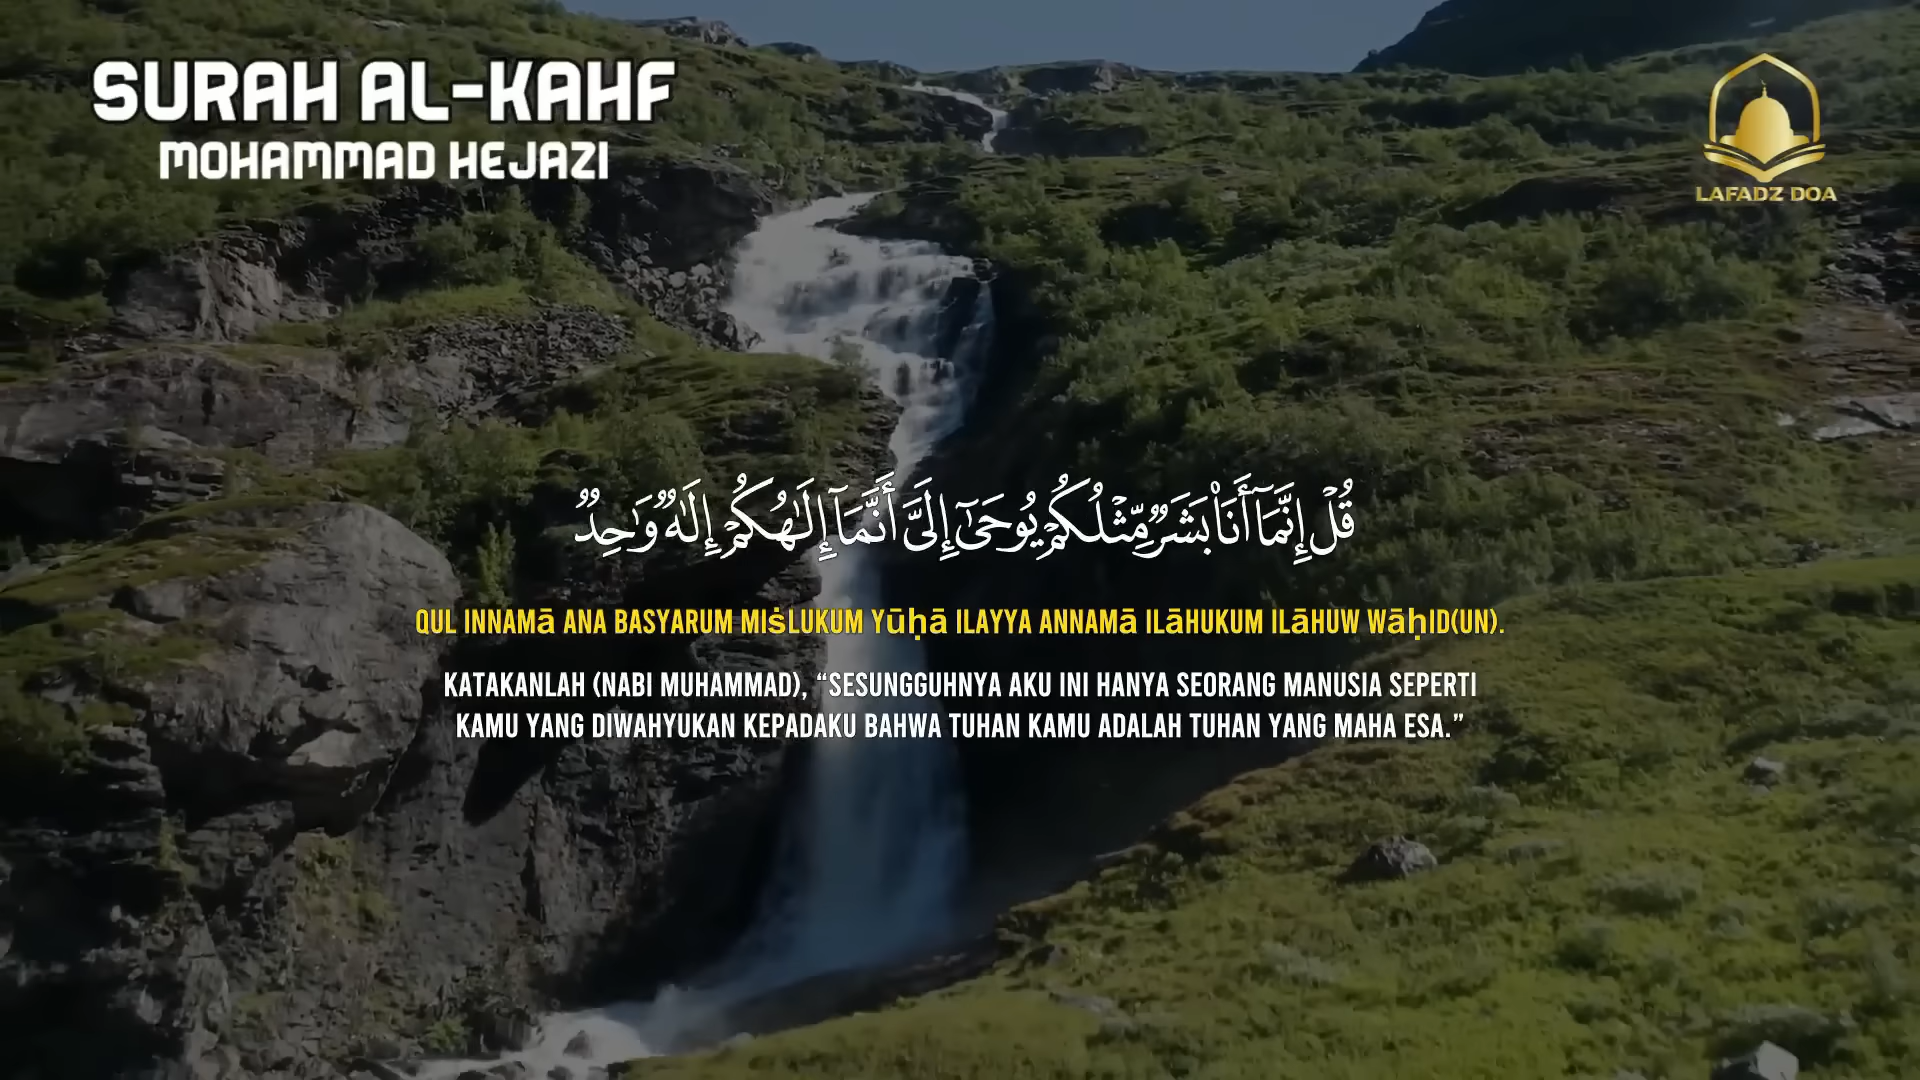 SURAH AL-KAHF
MOHAMMAD HEJAZI
LAFADZ DOA
قُلْ إِنَّمَآ أَنَا۠ بَشَرٌ مِّثْلُكُمْ يُوحَىٰٓ إِلَىَّ أَنَّمَآ إِلَٰهُكُمْ إِلَٰهٌ وَٰحِدٌ
QUL INNAMā ANA BASYARUM MIṡLUKUM Yūḥā ILAYYA ANNAMā ILāHUKUM ILāHUW WāḥID(UN).
KATAKANLAH (NABI MUHAMMAD), “SESUNGGUHNYA AKU INI HANYA SEORANG MANUSIA SEPERTI
KAMU YANG DIWAHYUKAN KEPADAKU BAHWA TUHAN KAMU ADALAH TUHAN YANG MAHA ESA.”